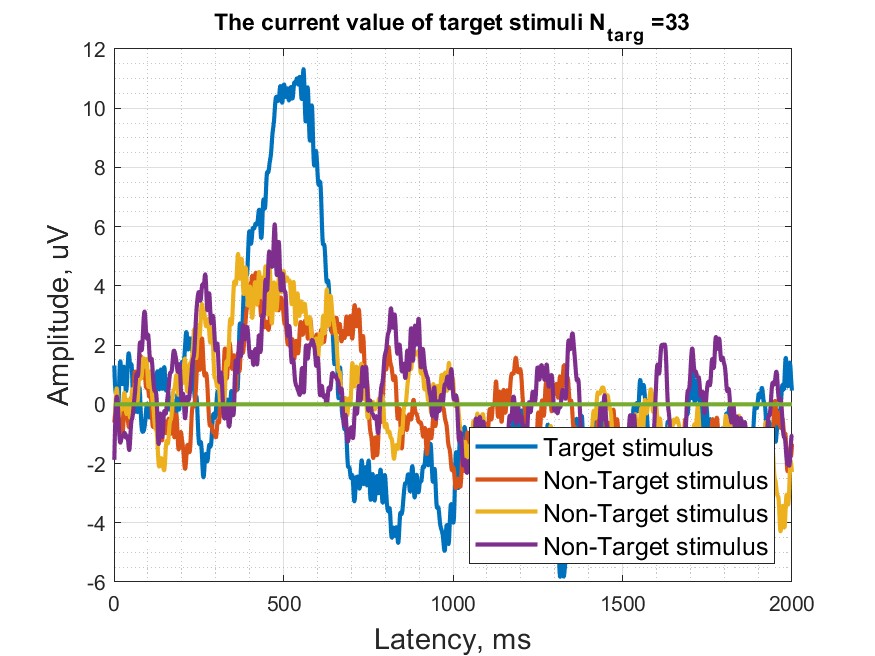 The current value of target stimuli N_targ =33
12
10
8
6
4
2
0
-2
-4
-6
Amplitude, uV
Target stimulus
Non-Target stimulus
Non-Target stimulus
Non-Target stimulus
0 500 1000 1500 2000
Latency, ms